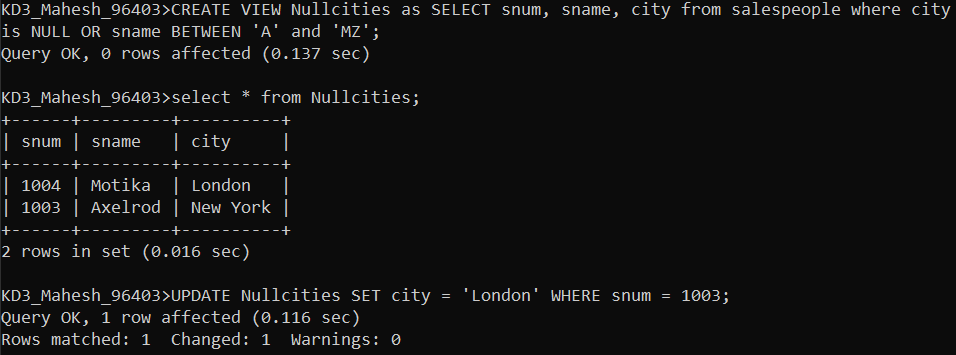 KD3_Mahesh_96403>CREATE VIEW Nullcities as SELECT snum, sname, city from salespeople where city
is NULL OR sname BETWEEN 'A' and 'MZ';
Query OK, 0 rows affected (0.137 sec)

KD3_Mahesh_96403>select * from Nullcities;
+------+---------+----------+
| snum | sname   | city     |
+------+---------+----------+
| 1004 | Motika  | London   |
| 1003 | Axelrod | New York |
+------+---------+----------+
2 rows in set (0.016 sec)

KD3_Mahesh_96403>UPDATE Nullcities SET city = 'London' WHERE snum = 1003;
Query OK, 1 row affected (0.116 sec)
Rows matched: 1  Changed: 1  Warnings: 0